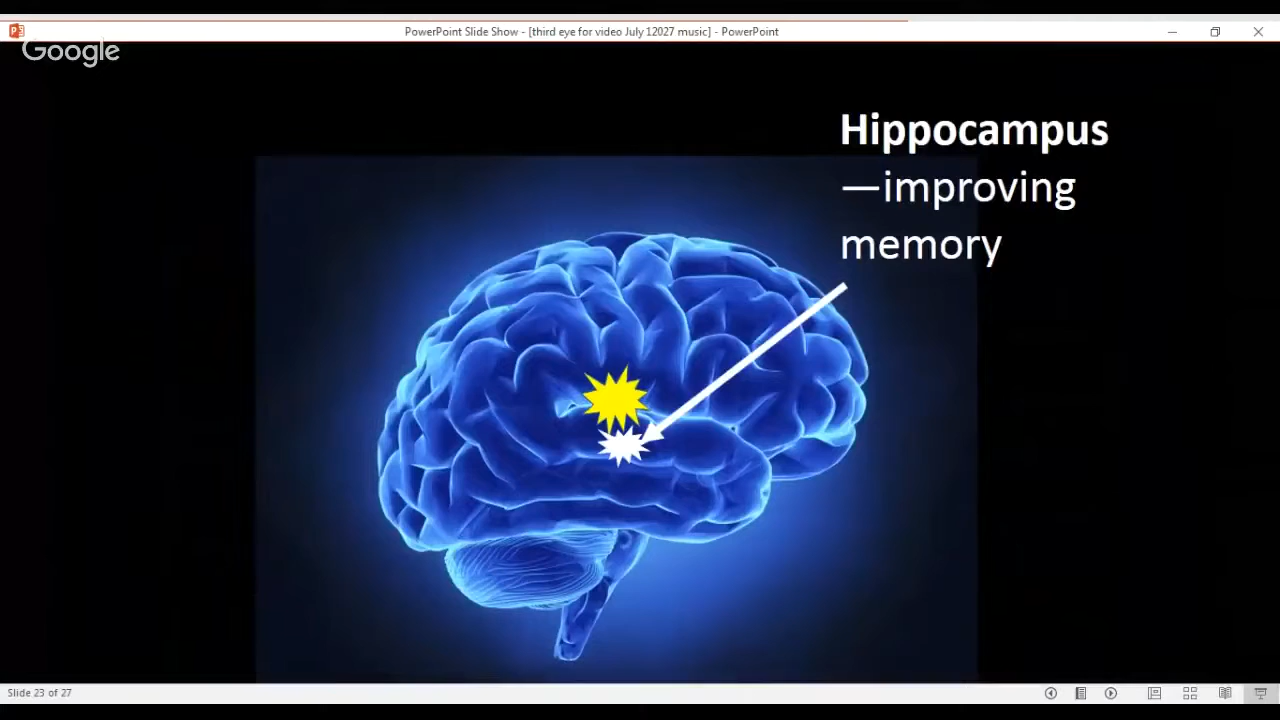 PowerPoint Slide Show - [third eye for video July 12027 music] - PowerPoint
Google
Hippocampus
—improving
memory
Slide 23 of 27